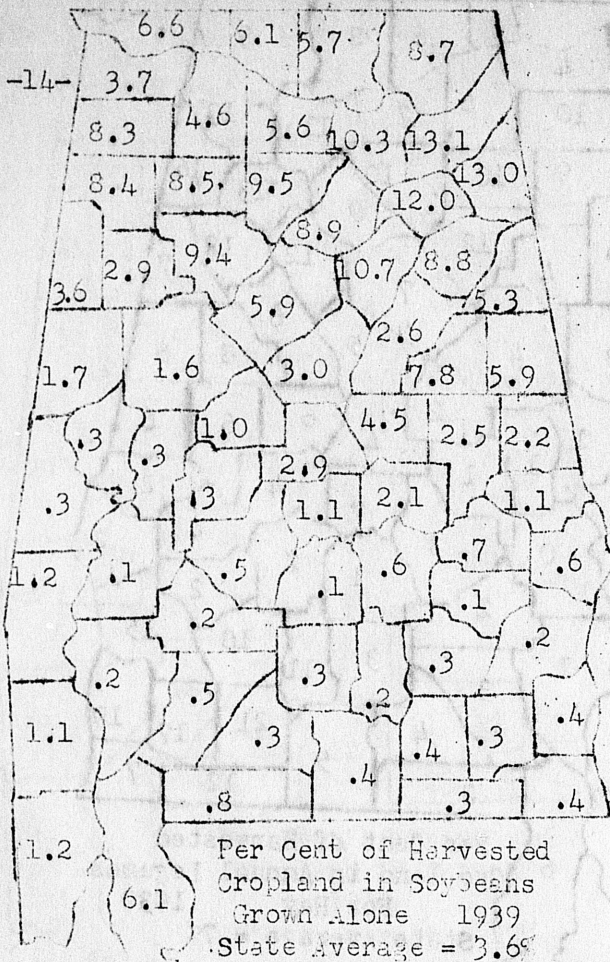 6.6 6.1 5.7 8.7
-14- 3.7
4.6 5.6 10.3 13.1
8.3
13.0
8.4 8.5 9.5 12.0
8.9
9.4 10.7 8.8
2.9
3.6 5.9 5.3
2.6
1.7 1.6 3.0 7.8 5.9
1.0 4.5 2.5 2.2
.3 .3
2.9
.3 .3 1.1 2.1 1.1
.7
1.2 .1 .5 .1 .6 .6
.1
.2 .2
.2 .5 .3 .2 .3
.4
1.1 .3 .4 .4 .3
.8 .3 .4
1.2
6.1
Per Cent of Harvested
Cropland in Soybeans
Grown Alone 1939
State Average = 3.6%